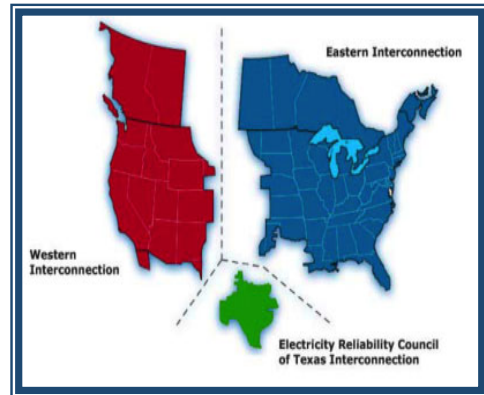 Eastern Interconnection
Western
Interconnection
Electricity Reliability Council
of Texas Interconnection